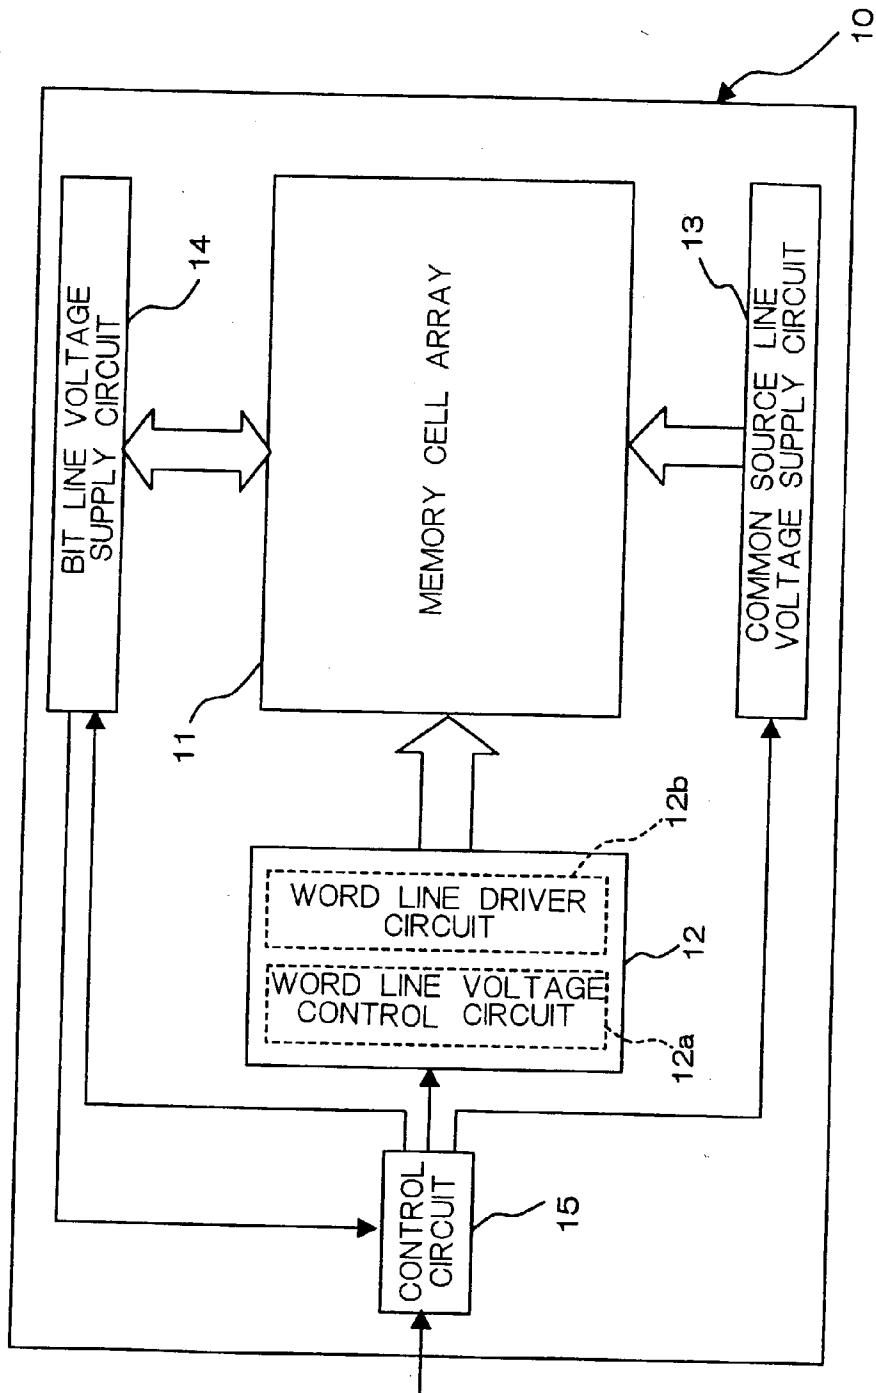 10
BIT LINE VOLTAGE
SUPPLY CIRCUIT
14
MEMORY CELL ARRAY
11
13
COMMON SOURCE LINE
VOLTAGE SUPPLY CIRCUIT
12b
WORD LINE DRIVER
CIRCUIT
12
WORD LINE VOLTAGE
CONTROL CIRCUIT
12a
CONTROL
CIRCUIT
15